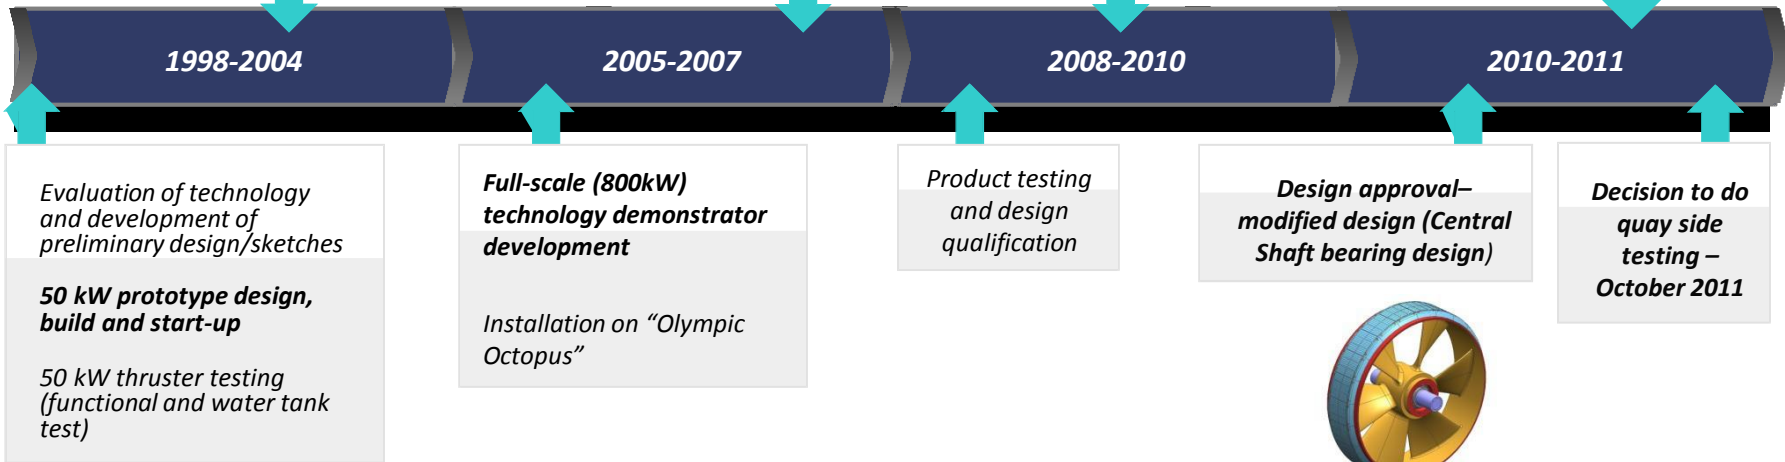 1998-2004
2005-2007
2008-2010
2010-2011
Evaluation of technology
and development of
preliminary design/sketches
50 kW prototype design,
build and start-up
50 kW thruster testing
(functional and water tank
test)
Full-scale (800kW)
technology demonstrator
development
Installation on “Olympic
Octopus”
Product testing
and design
qualification
Design approval–
modified design (Central
Shaft bearing design)
Decision to do
quay side
testing –
October 2011